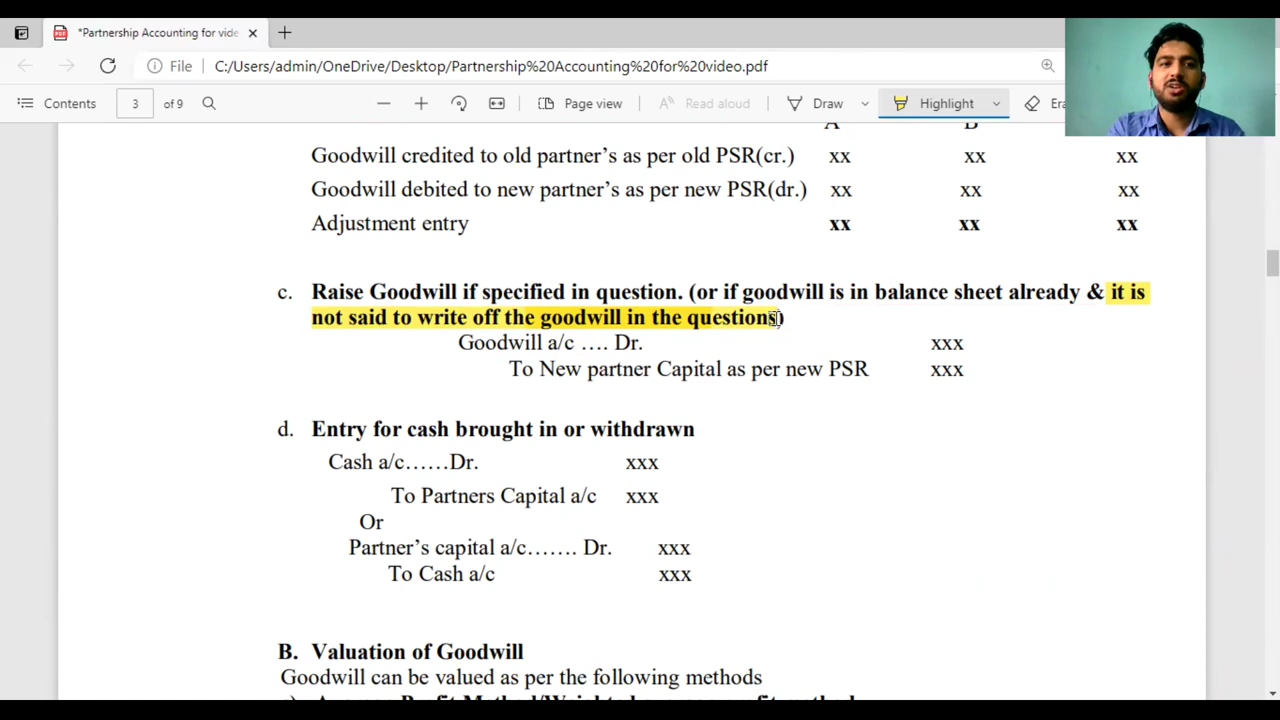 *Partnership Accounting for vide
File
C:/Users/admin/OneDrive/Desktop/Partnership%20Accounting%20for%20video.pdf
Contents
3 of 9
Page view
Read aloud
Draw
Highlight
Era
A B
Goodwill credited to old partner's as per old PSR(cr.) xx xx xx
Goodwill debited to new partner's as per new PSR(dr.) xx xx xx
Adjustment entry xx xx xx
c. Raise Goodwill if specified in question. (or if goodwill is in balance sheet already & it is
not said to write off the goodwill in the questions)
Goodwill a/c …. Dr. xxx
To New partner Capital as per new PSR xxx
d. Entry for cash brought in or withdrawn
Cash a/c……Dr. xxx
To Partners Capital a/c xxx
Or
Partner's capital a/c……. Dr. xxx
To Cash a/c xxx
B. Valuation of Goodwill
Goodwill can be valued as per the following methods